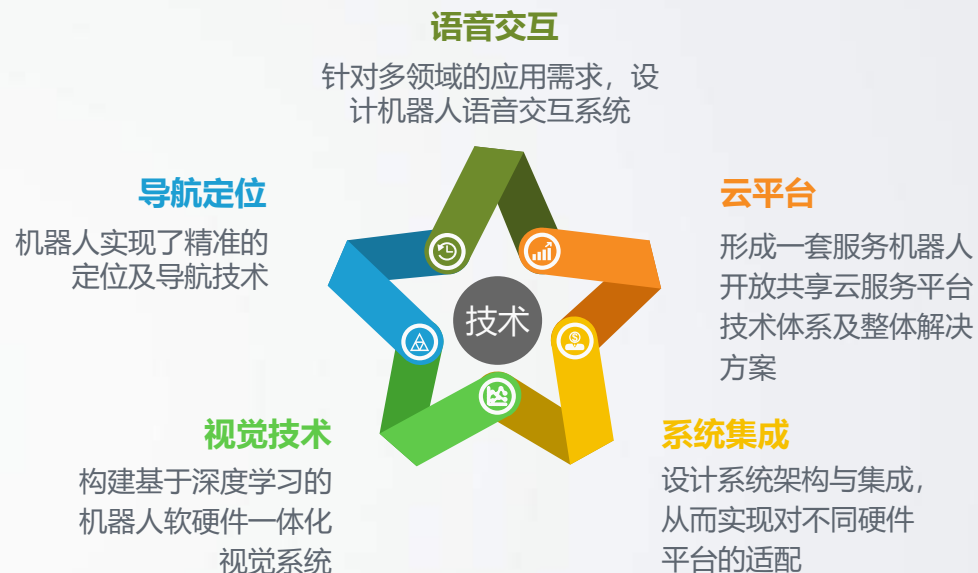 语音交互
针对多领域的应用需求，设
计机器人语音交互系统
导航定位
机器人实现了精准的
定位及导航技术
云平台
形成一套服务机器人
开放共享云服务平台
技术体系及整体解决
方案
技术
视觉技术
构建基于深度学习的
机器人软硬件一体化
视觉系统
系统集成
设计系统架构与集成，
从而实现对不同硬件
平台的适配